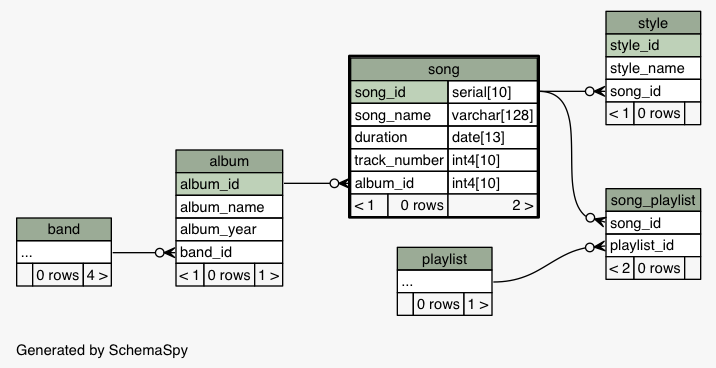 style
style_id
style_name
song_id
< 1 0 rows
song
song_id serial[10]
song_name varchar[128]
duration date[13]
track_number int4[10]
album_id int4[10]
< 1 0 rows 2 >
album
album_id
album_name
album_year
band_id
< 1 0 rows 1 >
band
...
0 rows 4 >
song_playlist
song_id
playlist_id
< 2 0 rows
playlist
...
0 rows 1 >
Generated by SchemaSpy